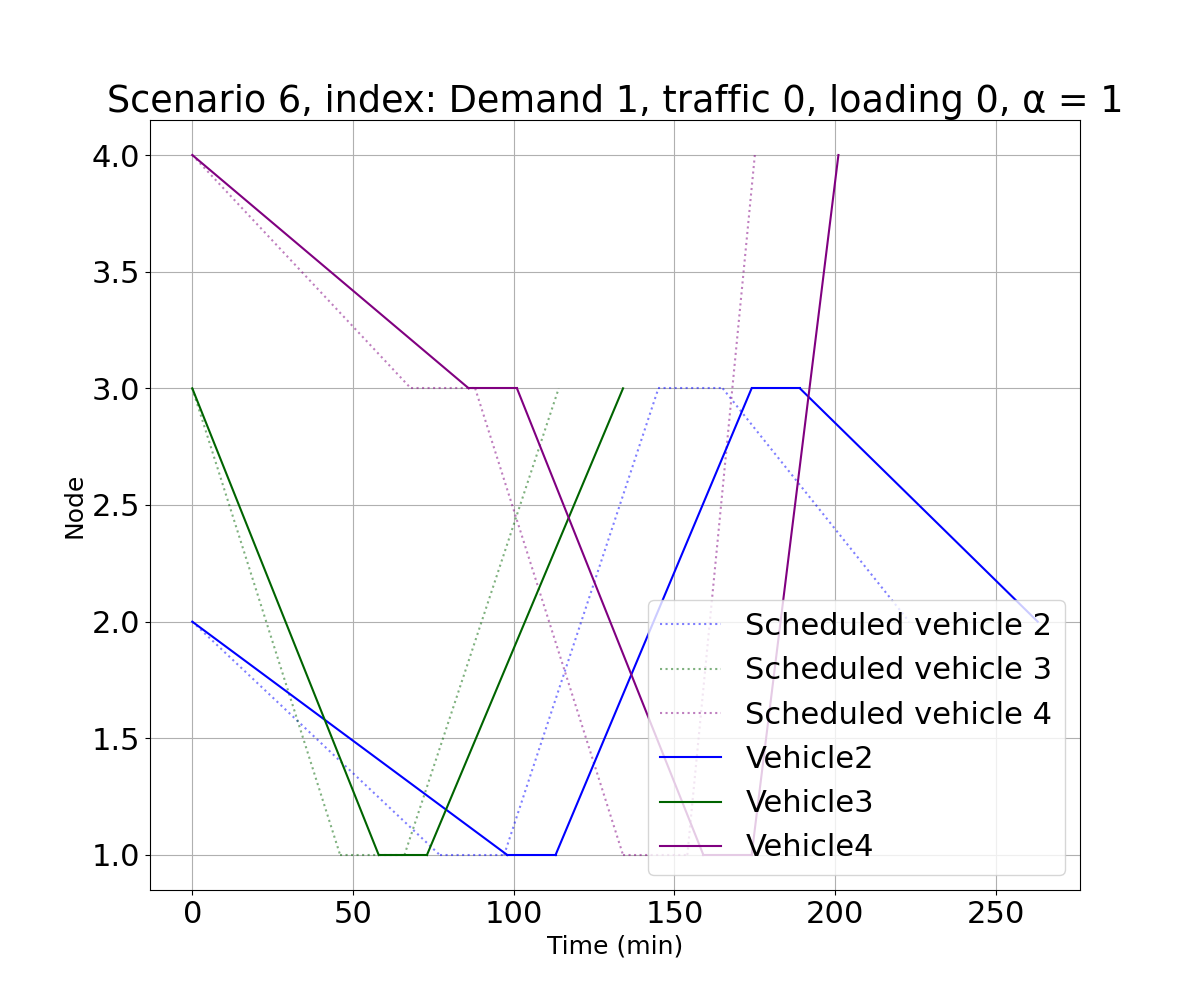 Scenario 6, index: Demand 1, traffic 0, loading 0, α = 1
4.0
3.5
3.0
2.5
2.0
1.5
1.0
Node
Scheduled vehicle 2
Scheduled vehicle 3
Scheduled vehicle 4
Vehicle2
Vehicle3
Vehicle4
0 50 100 150 200 250
Time (min)